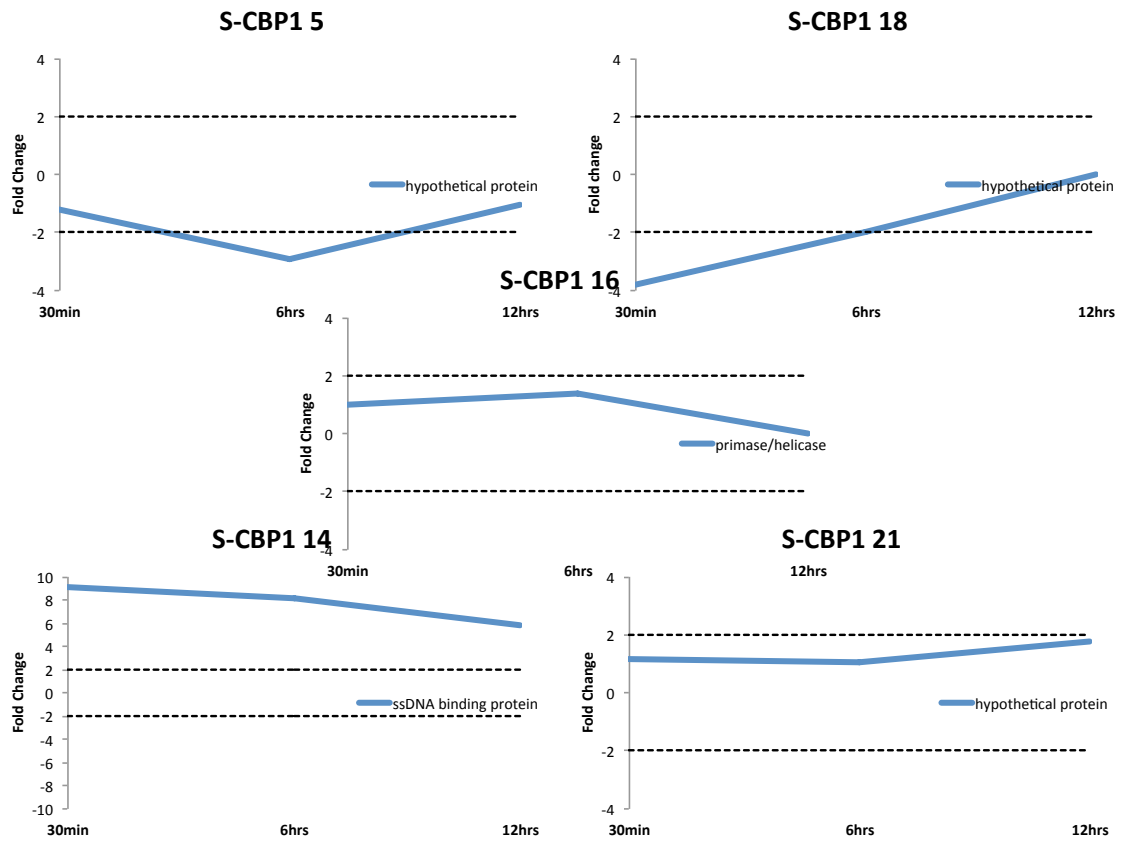 S-CBP1 5
4
2
0
-2
-4
Fold Change
hypothetical protein
30min
6hrs
12hrs
S-CBP1 18
4
2
0
-2
-4
Fold change
hypothetical protein
30min
6hrs
12hrs
S-CBP1 16
4
2
0
-2
-4
Fold Change
primase/helicase
30min
6hrs
12hrs
S-CBP1 14
10
8
6
4
2
0
-2
-4
-6
-8
-10
Fold Change
ssDNA binding protein
30min
6hrs
12hrs
S-CBP1 21
4
2
0
-2
-4
Fold Change
hypothetical protein
30min
6hrs
12hrs